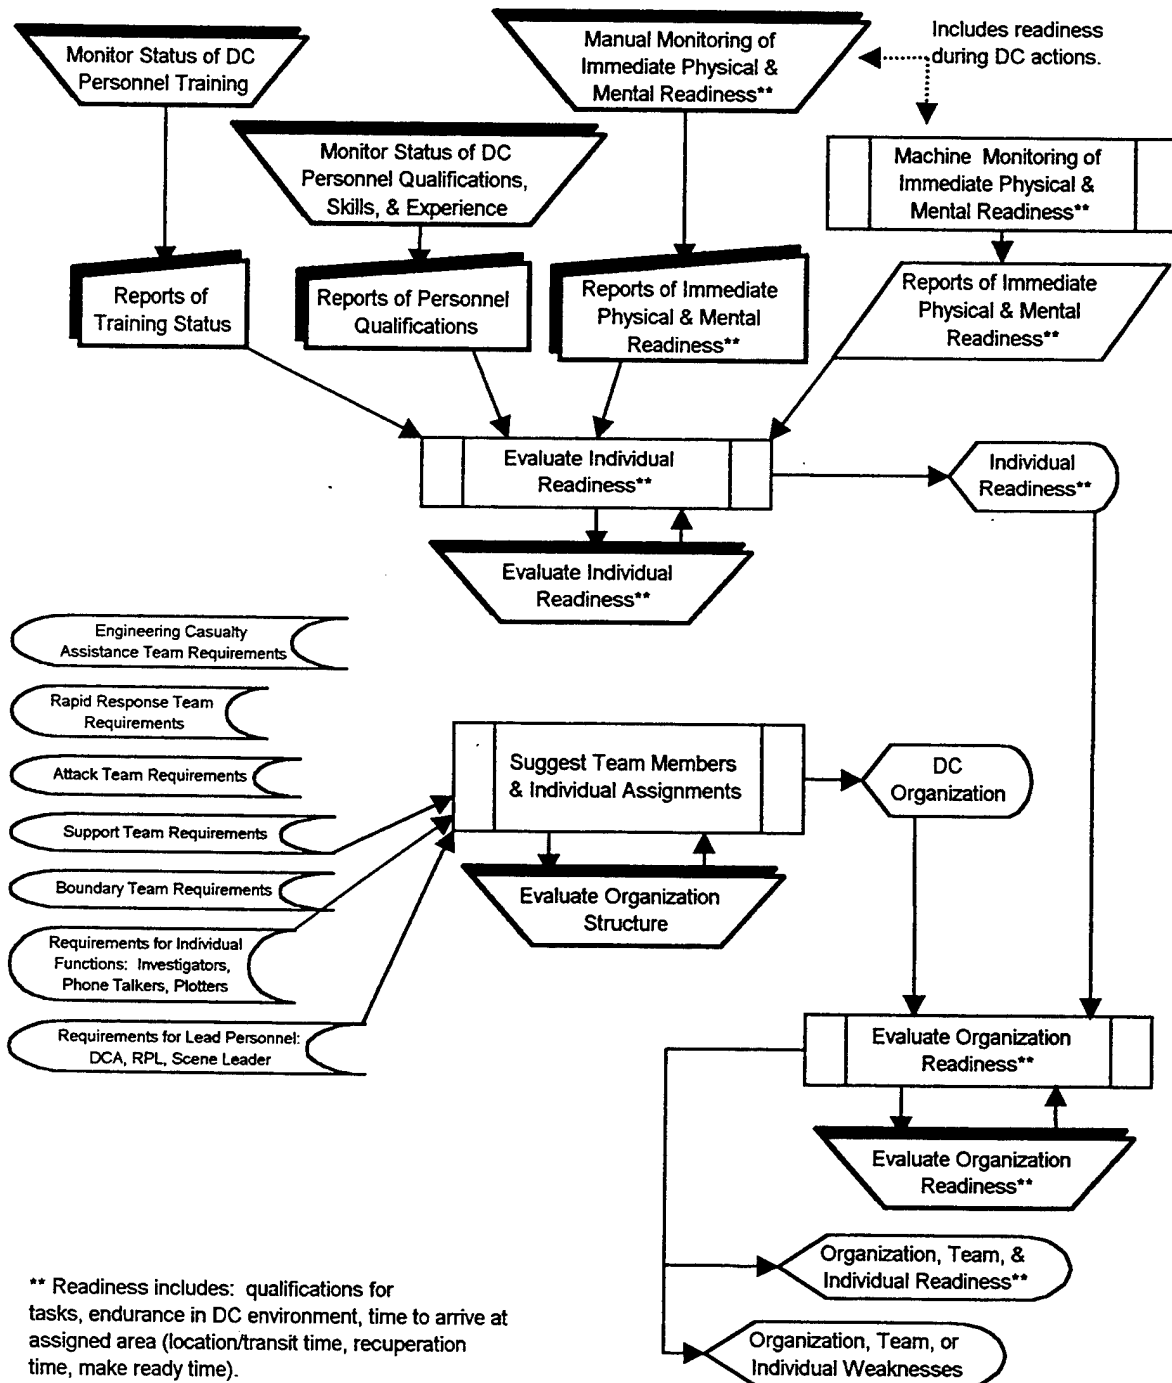 Monitor Status of DC
Personnel Training
Manual Monitoring of
Immediate Physical &
Mental Readiness**
Includes readiness
during DC actions.
Monitor Status of DC
Personnel Qualifications,
Skills, & Experience
Machine Monitoring of
Immediate Physical &
Mental Readiness**
Reports of
Training Status
Reports of Personnel
Qualifications
Reports of Immediate
Physical & Mental
Readiness**
Reports of Immediate
Physical & Mental
Readiness**
Evaluate Individual
Readiness**
Individual
Readiness**
Evaluate Individual
Readiness**
Engineering Casualty
Assistance Team Requirements
Rapid Response Team
Requirements
Attack Team Requirements
Support Team Requirements
Boundary Team Requirements
Requirements for Individual
Functions: Investigators,
Phone Talkers, Plotters
Requirements for Lead Personnel:
DCA, RPL, Scene Leader
Suggest Team Members
& Individual Assignments
DC
Organization
Evaluate Organization
Structure
Evaluate Organization
Readiness**
Evaluate Organization
Readiness**
Organization, Team, &
Individual Readiness**
Organization, Team, or
Individual Weaknesses
** Readiness includes: qualifications for
tasks, endurance in DC environment, time to arrive at
assigned area (location/transit time, recuperation
time, make ready time).